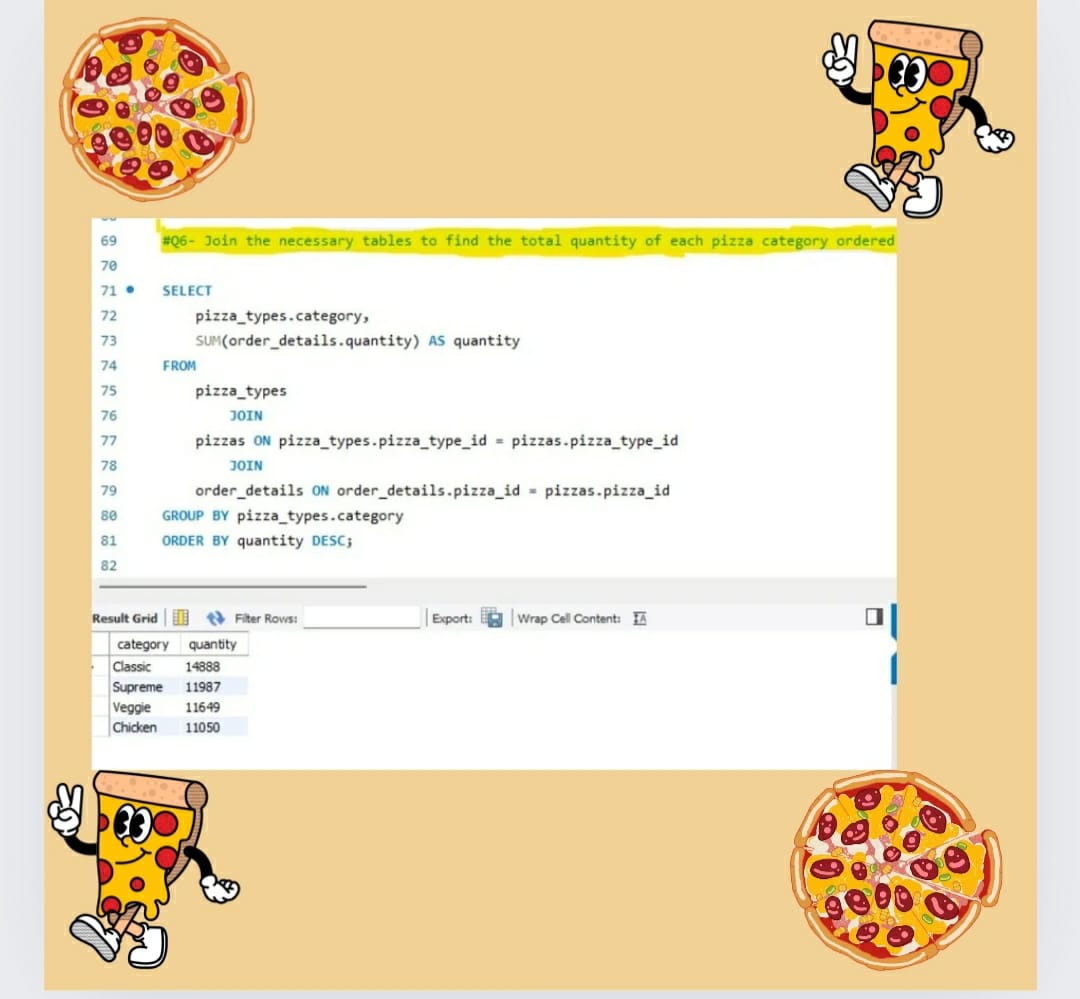 69 #Q6- Join the necessary tables to find the total quantity of each pizza category ordered
70
71 SELECT
72 pizza_types.category,
73 SUM(order_details.quantity) AS quantity
74 FROM
75 pizza_types
76 JOIN
77 pizzas ON pizza_types.pizza_type_id = pizzas.pizza_type_id
78 JOIN
79 order_details ON order_details.pizza_id = pizzas.pizza_id
80 GROUP BY pizza_types.category
81 ORDER BY quantity DESC;
82
Result Grid Filter Rows: Export: Wrap Cell Content: IA
category quantity
Classic 14888
Supreme 11987
Veggie 11649
Chicken 11050